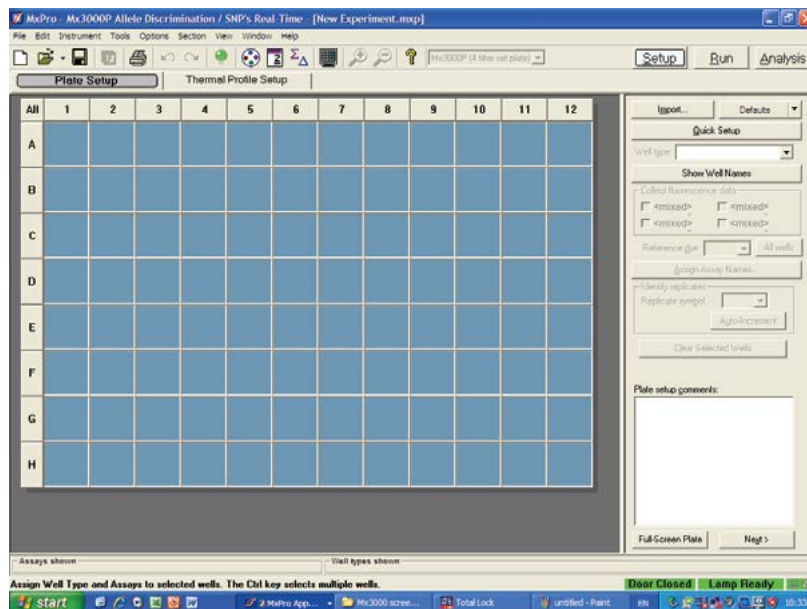 MxPro - Mx3000P Allele Discrimination / SNP's Real-Time - [New Experiment.mxp]
File Edit Instrument Tools Options Section View Window Help
Mx3000P (4 filter set plate)
Setup Run Analysis
Plate Setup Thermal Profile Setup
All 1 2 3 4 5 6 7 8 9 10 11 12
A
B
C
D
E
F
G
H
Import... Defaults
Quick Setup
Well type:
Show Well Names
Collect fluorescence data
<mixed> <mixed>
<mixed> <mixed>
Reference dye: All wells
Assign Assay Names...
Identify replicates
Replicate symbol
Auto-Increment
Clear Selected Wells
Plate setup comments:
Full-Screen Plate Next >
Assays shown Well types shown
Assign Well Type and Assays to selected wells. The Ctrl key selects multiple wells.
Door Closed Lamp Ready
start 2 MxPro App... Mx3000 scree... Total Lock untitled - Paint EN